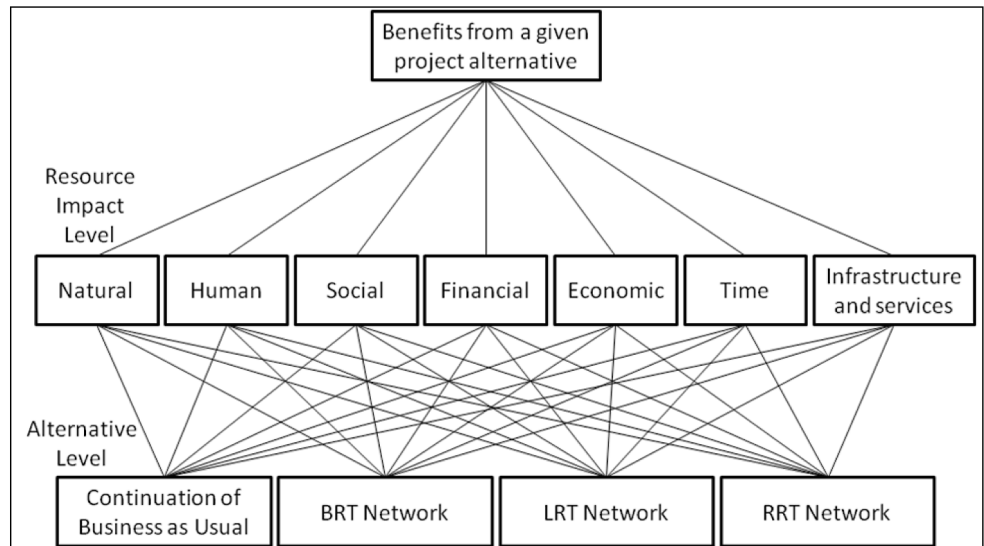 Benefits from a given
project alternative
Resource
Impact
Level
Natural
Human
Social
Financial
Economic
Time
Infrastructure
and services
Alternative
Level
Continuation of
Business as Usual
BRT Network
LRT Network
RRT Network